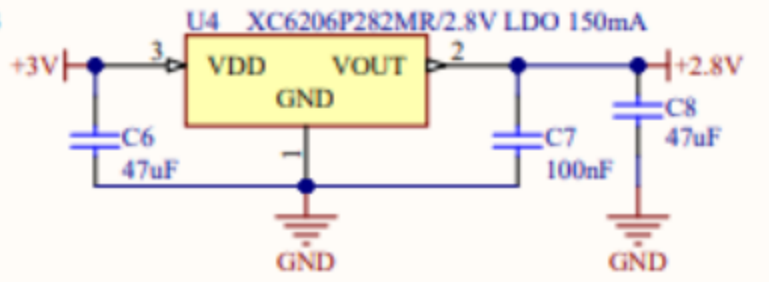 U4 XC6206P282MR/2.8V LDO 150mA
+3V 3 VDD VOUT 2 +2.8V
GND
C6
47uF
1
C7
100nF
C8
47uF
GND
GND